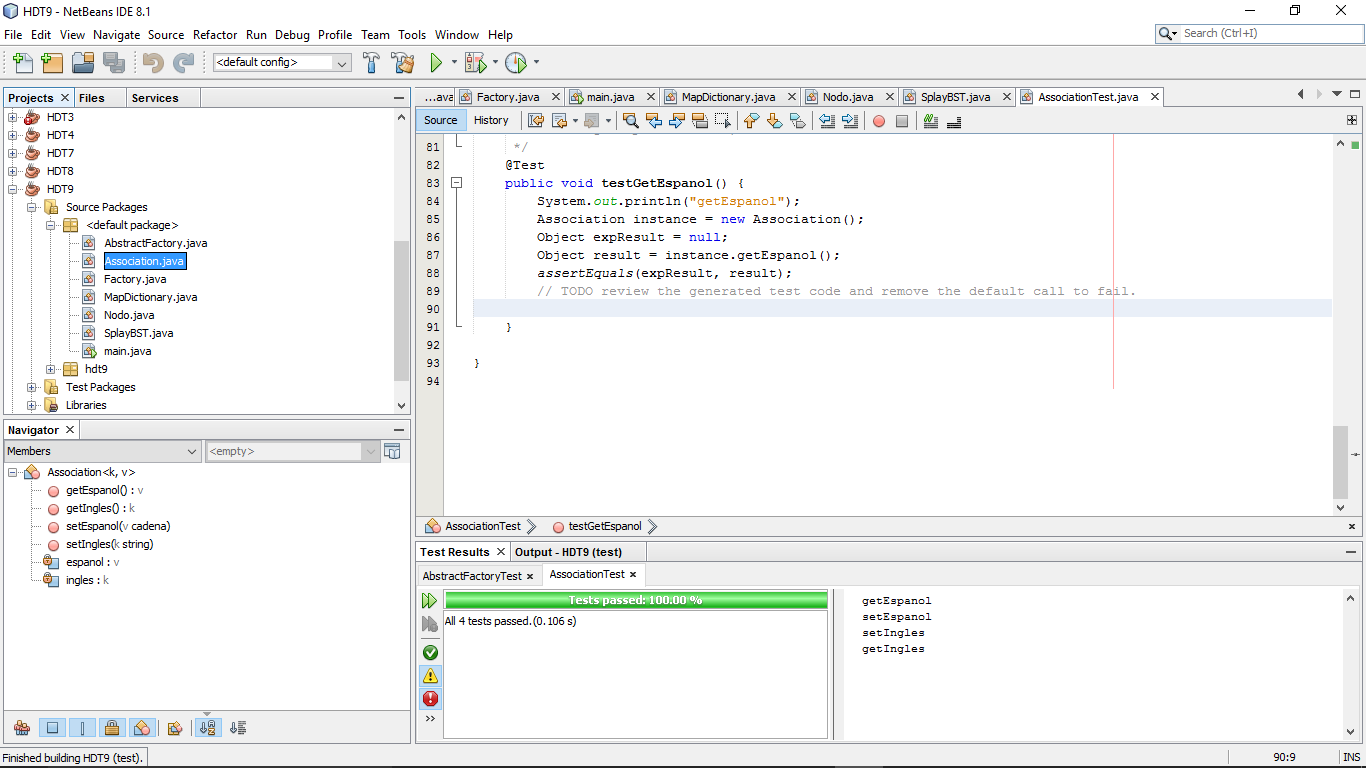 HDT9 - NetBeans IDE 8.1
File Edit View Navigate Source Refactor Run Debug Profile Team Tools Window Help
Search (Ctrl+I)
<default config>
Projects Files Services
HDT3
HDT4
HDT7
HDT8
HDT9
Source Packages
<default package>
AbstractFactory.java
Association.java
Factory.java
MapDictionary.java
Nodo.java
SplayBST.java
main.java
hdt9
Test Packages
Libraries
Navigator
Members <empty>
Association<k, v>
getEspanol() : v
getIngles() : k
setEspanol(v cadena)
setIngles(k string)
espanol : v
ingles : k
...ava Factory.java main.java MapDictionary.java Nodo.java SplayBST.java AssociationTest.java
Source History
81 */
82 @Test
83 public void testGetEspanol() {
84 System.out.println("getEspanol");
85 Association instance = new Association();
86 Object expResult = null;
87 Object result = instance.getEspanol();
88 assertEquals(expResult, result);
89 // TODO review the generated test code and remove the default call to fail.
90
91 }
92
93 }
94
AssociationTest testGetEspanol
Test Results Output - HDT9 (test)
AbstractFactoryTest AssociationTest
Tests passed: 100.00 %
All 4 tests passed.(0.106 s)
getEspanol
setEspanol
setIngles
getIngles
Finished building HDT9 (test).
90:9 INS